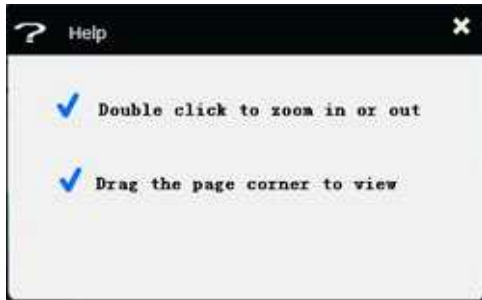 Help
Double click to zoom in or out
Drag the page corner to view